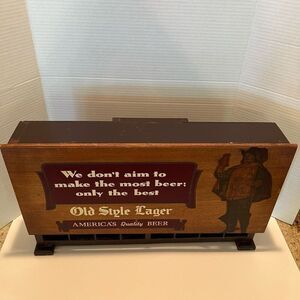 We don't aim to
make the most beer;
only the best
Old Style Lager
AMERICA'S Quality BEER